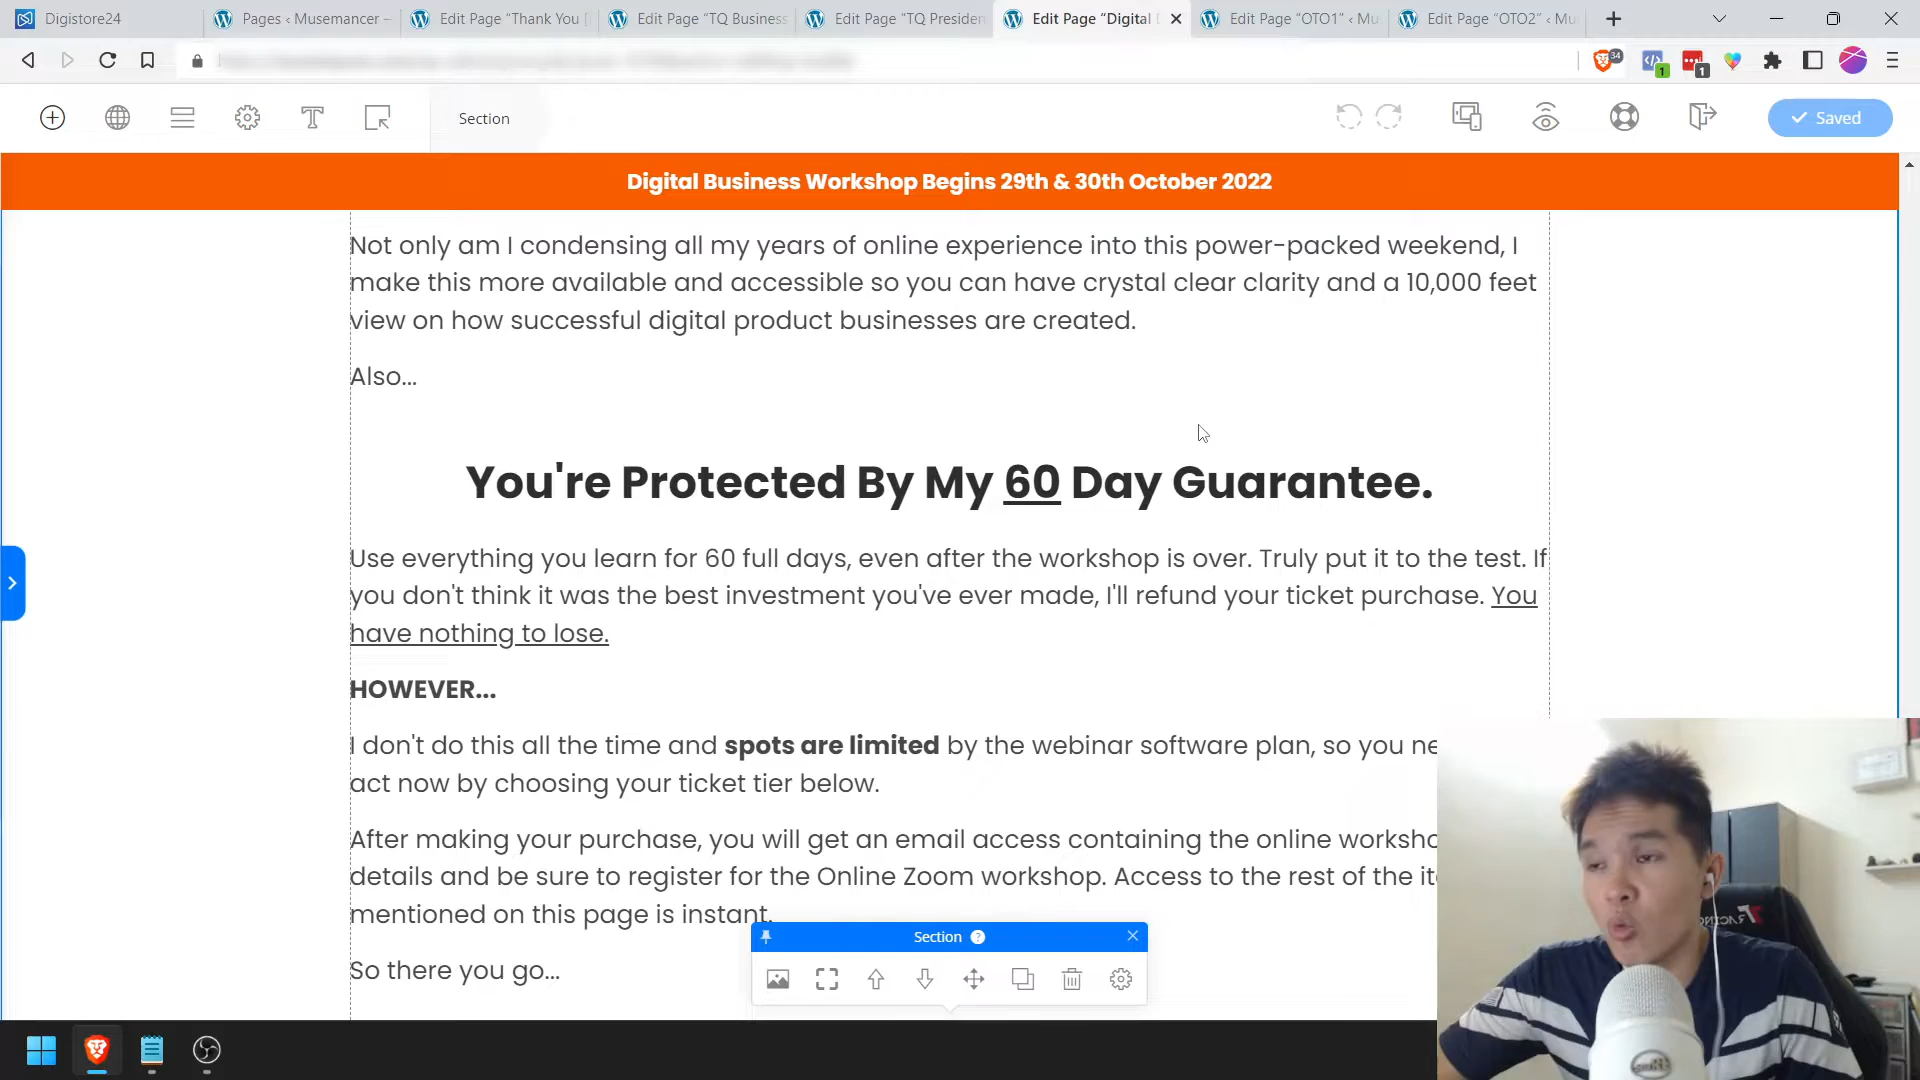 Digistore24
Pages ‹ Musemancer —
Edit Page “Thank You [
Edit Page “TQ Business
Edit Page “TQ Presiden
Edit Page “Digital
Edit Page “OTO1” ‹ Mu
Edit Page “OTO2” ‹ Mu
34
1
1
Section
Saved
Digital Business Workshop Begins 29th & 30th October 2022
Not only am I condensing all my years of online experience into this power-packed weekend, I
make this more available and accessible so you can have crystal clear clarity and a 10,000 feet
view on how successful digital product businesses are created.
Also...
You're Protected By My 60 Day Guarantee.
Use everything you learn for 60 full days, even after the workshop is over. Truly put it to the test. If
you don't think it was the best investment you've ever made, I'll refund your ticket purchase. You
have nothing to lose.
HOWEVER...
I don't do this all the time and spots are limited by the webinar software plan, so you ne
act now by choosing your ticket tier below.
After making your purchase, you will get an email access containing the online worksho
details and be sure to register for the Online Zoom workshop. Access to the rest of the it
mentioned on this page is instant.
So there you go...
Section ?